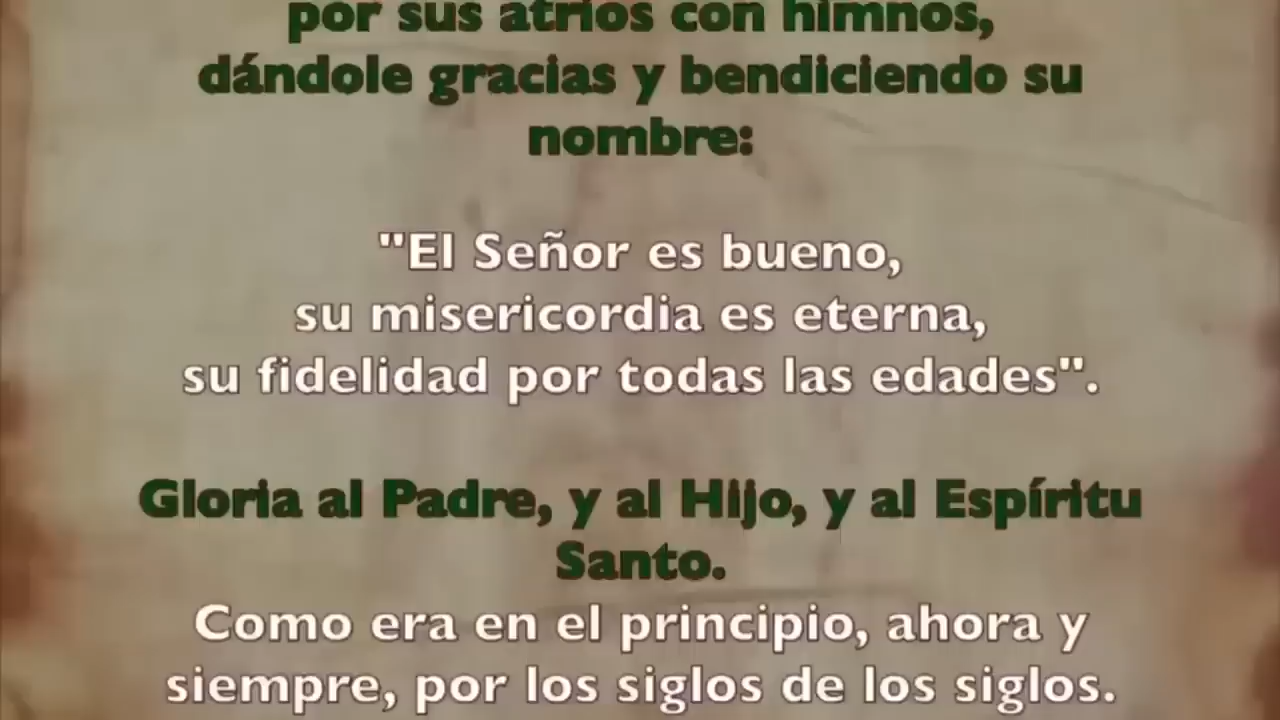 por sus atrios con himnos,
dándole gracias y bendiciendo su
nombre:
"El Señor es bueno,
su misericordia es eterna,
su fidelidad por todas las edades".
Gloria al Padre, y al Hijo, y al Espíritu
Santo.
Como era en el principio, ahora y
siempre, por los siglos de los siglos.